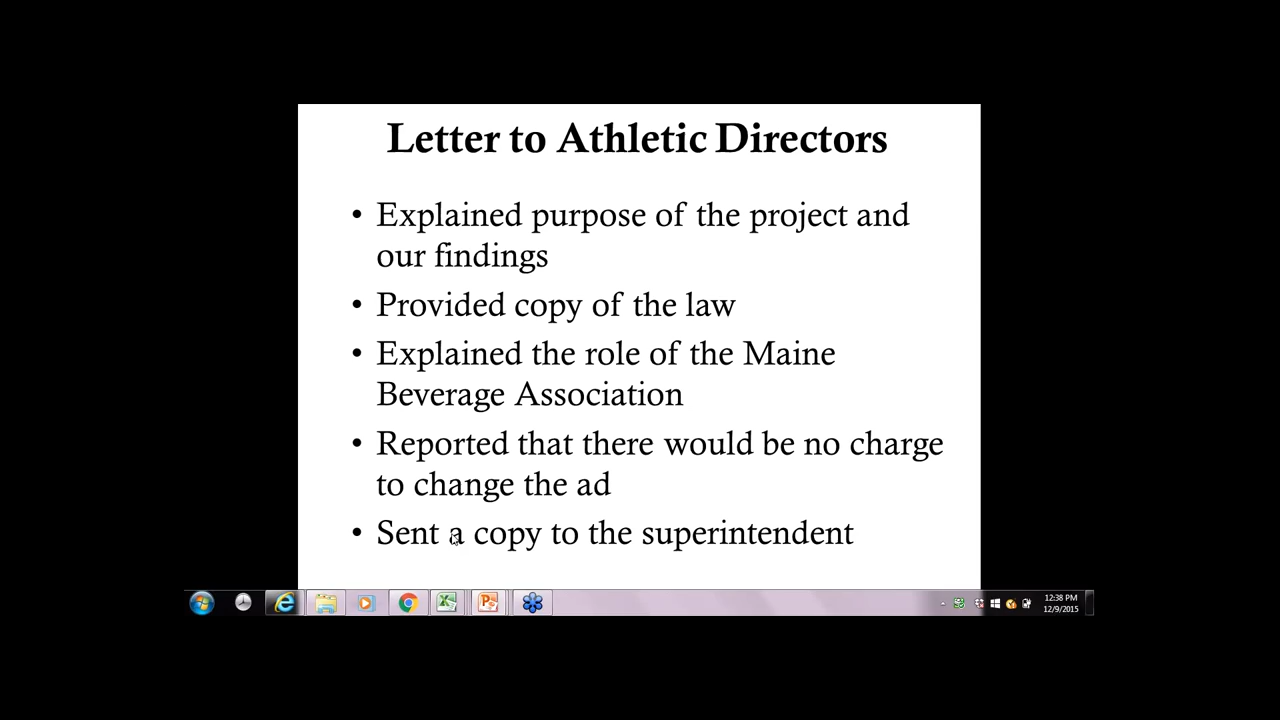 Letter to Athletic Directors
• Explained purpose of the project and
our findings
• Provided copy of the law
• Explained the role of the Maine
Beverage Association
• Reported that there would be no charge
to change the ad
• Sent a copy to the superintendent
12:38 PM
12/9/2015